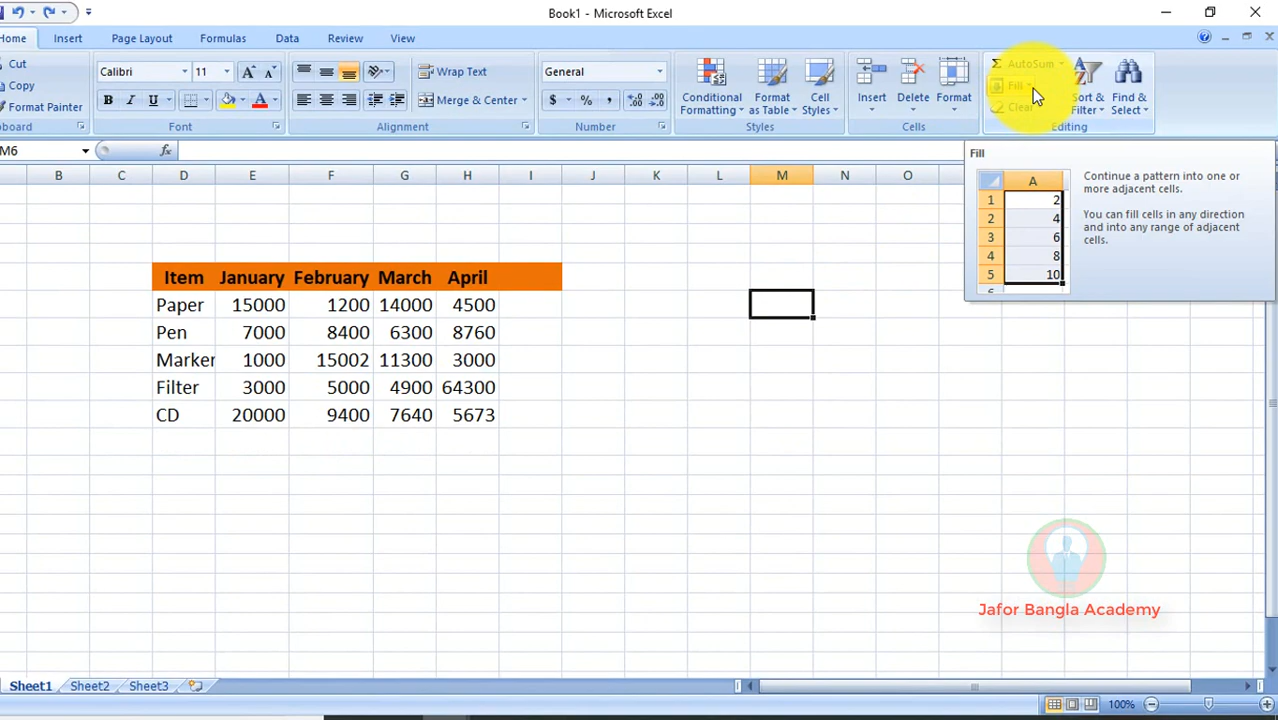 Book1 - Microsoft Excel
Home Insert Page Layout Formulas Data Review View
Cut
Copy
Format Painter
Calibri 11
B I U
Wrap Text
Merge & Center
General
$ % ,
Conditional Formatting
Format as Table
Cell Styles
Insert Delete Format
Σ AutoSum
Fill
Clear
Sort & Filter
Find & Select
board Font Alignment Number Styles Cells Editing
M6 fx
B C D E F G H I J K L M N O
Fill
A
1 2
2 4
3 6
4 8
5 10
Continue a pattern into one or
more adjacent cells.
You can fill cells in any direction
and into any range of adjacent
cells.
Item January February March April
Paper 15000 1200 14000 4500
Pen 7000 8400 6300 8760
Marker 1000 15002 11300 3000
Filter 3000 5000 4900 64300
CD 20000 9400 7640 5673
Jafor Bangla Academy
Sheet1 Sheet2 Sheet3
100%